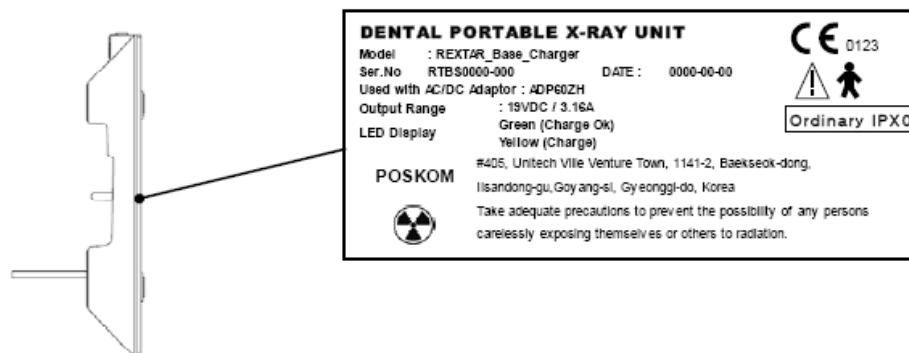 DENTAL PORTABLE X-RAY UNIT
Model : REXTAR_Base_Charger
Ser.No RTBS0000-000 DATE : 0000-00-00
Used with AC/DC Adaptor : ADP60ZH
Output Range : 19VDC / 3.16A
LED Display Green (Charge Ok)
Yellow (Charge)
CE 0123
Ordinary IPX0
POSKOM
#405, Unitech Ville Venture Town, 1141-2, Baekseok-dong,
Ilsandong-gu,Goyang-si, Gyeonggi-do, Korea
Take adequate precautions to prevent the possibility of any persons
carelessly exposing themselves or others to radiation.